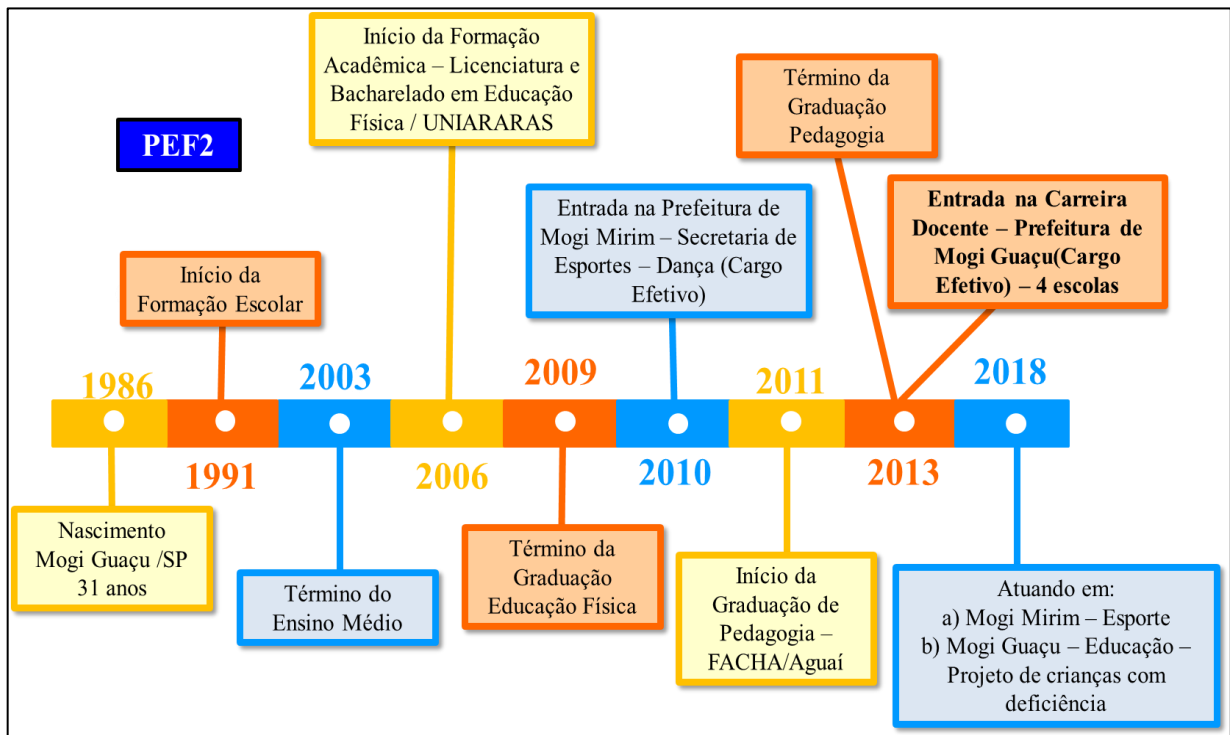 PEF2
Início da Formação
Acadêmica – Licenciatura e
Bacharelado em Educação
Física / UNIARARAS
Término da
Graduação
Pedagogia
Início da
Formação Escolar
Entrada na Prefeitura de
Mogi Mirim – Secretaria de
Esportes – Dança (Cargo
Efetivo)
Entrada na Carreira
Docente – Prefeitura de
Mogi Guaçu(Cargo
Efetivo) – 4 escolas
1986
2003
2009
2011
2018
1991
2006
2010
2013
Nascimento
Mogi Guaçu /SP
31 anos
Término do
Ensino Médio
Término da
Graduação
Educação Física
Início da
Graduação de
Pedagogia –
FACHA/Aguaí
Atuando em:
a) Mogi Mirim – Esporte
b) Mogi Guaçu – Educação –
Projeto de crianças com
deficiência